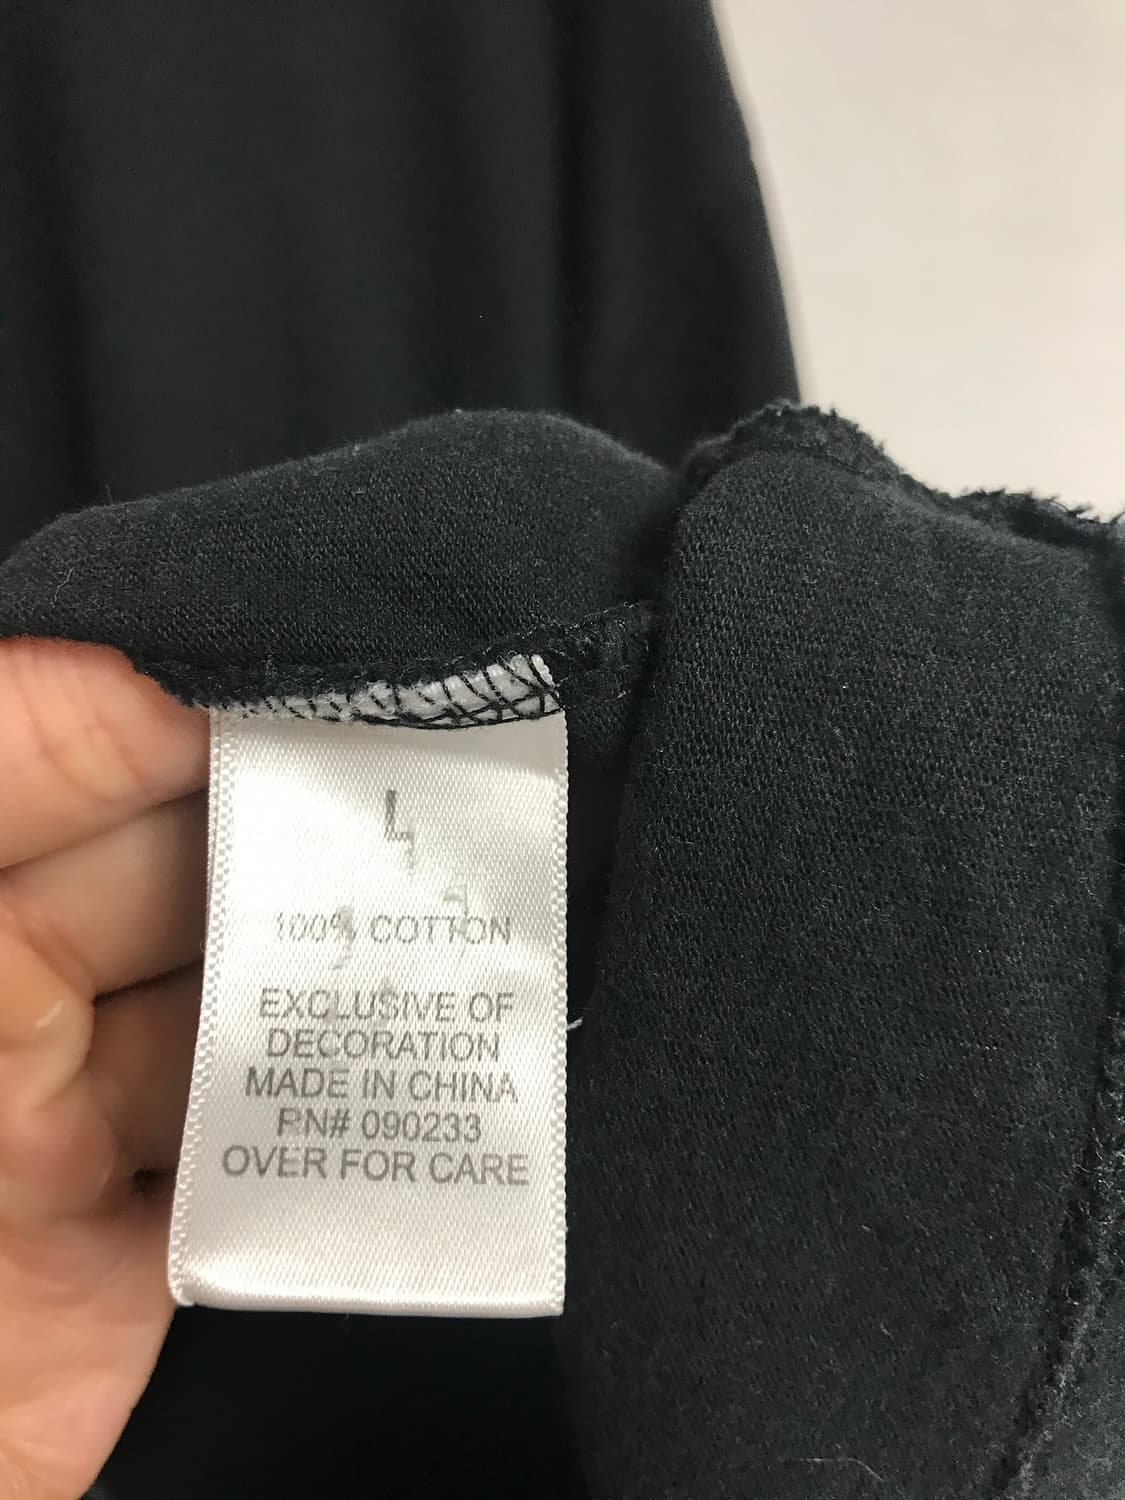 L
100% COTTON
EXCLUSIVE OF
DECORATION
MADE IN CHINA
RN# 090233
OVER FOR CARE